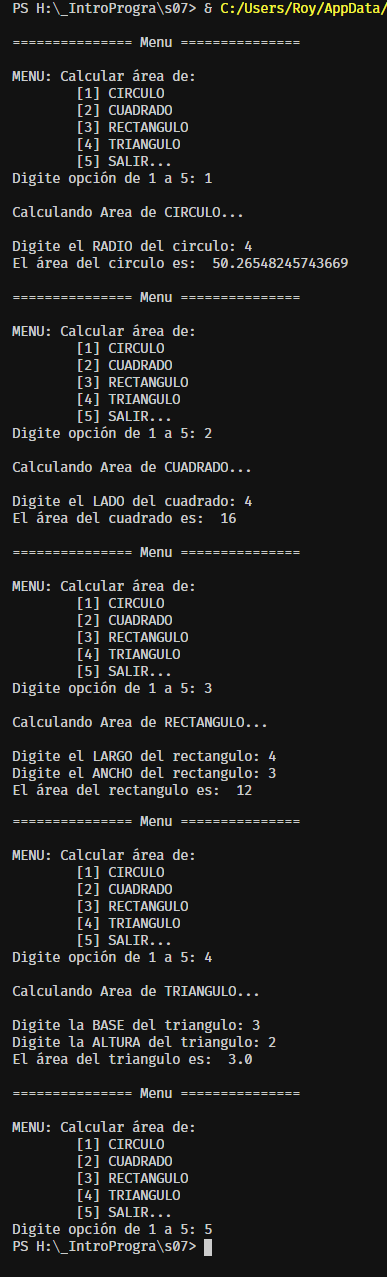 PS H:\_IntroProgra\s07> & C:/Users/Roy/AppData/
=============== Menu ===============
MENU: Calcular área de:
[1] CIRCULO
[2] CUADRADO
[3] RECTANGULO
[4] TRIANGULO
[5] SALIR...
Digite opción de 1 a 5: 1
Calculando Area de CIRCULO...
Digite el RADIO del circulo: 4
El área del circulo es:  50.26548245743669
=============== Menu ===============
MENU: Calcular área de:
[1] CIRCULO
[2] CUADRADO
[3] RECTANGULO
[4] TRIANGULO
[5] SALIR...
Digite opción de 1 a 5: 2
Calculando Area de CUADRADO...
Digite el LADO del cuadrado: 4
El área del cuadrado es:  16
=============== Menu ===============
MENU: Calcular área de:
[1] CIRCULO
[2] CUADRADO
[3] RECTANGULO
[4] TRIANGULO
[5] SALIR...
Digite opción de 1 a 5: 3
Calculando Area de RECTANGULO...
Digite el LARGO del rectangulo: 4
Digite el ANCHO del rectangulo: 3
El área del rectangulo es:  12
=============== Menu ===============
MENU: Calcular área de:
[1] CIRCULO
[2] CUADRADO
[3] RECTANGULO
[4] TRIANGULO
[5] SALIR...
Digite opción de 1 a 5: 4
Calculando Area de TRIANGULO...
Digite la BASE del triangulo: 3
Digite la ALTURA del triangulo: 2
El área del triangulo es:  3.0
=============== Menu ===============
MENU: Calcular área de:
[1] CIRCULO
[2] CUADRADO
[3] RECTANGULO
[4] TRIANGULO
[5] SALIR...
Digite opción de 1 a 5: 5
PS H:\_IntroProgra\s07>